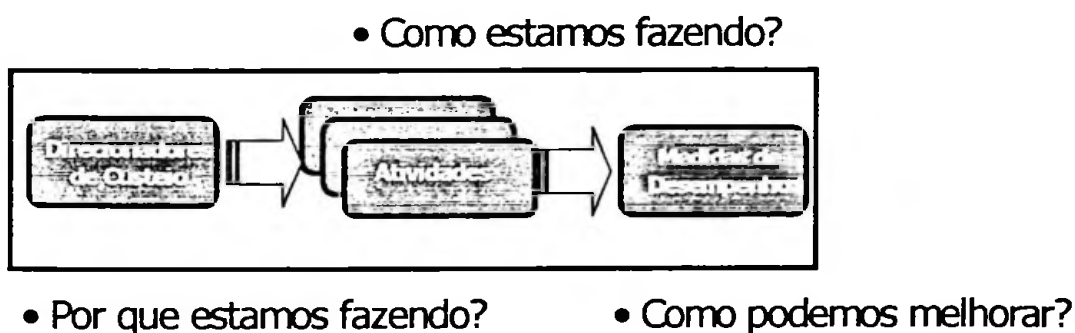 • Como estamos fazendo?
Direcionadores
de Custeio
Atividades
Medidas de
Desempenho
• Por que estamos fazendo?
• Como podemos melhorar?